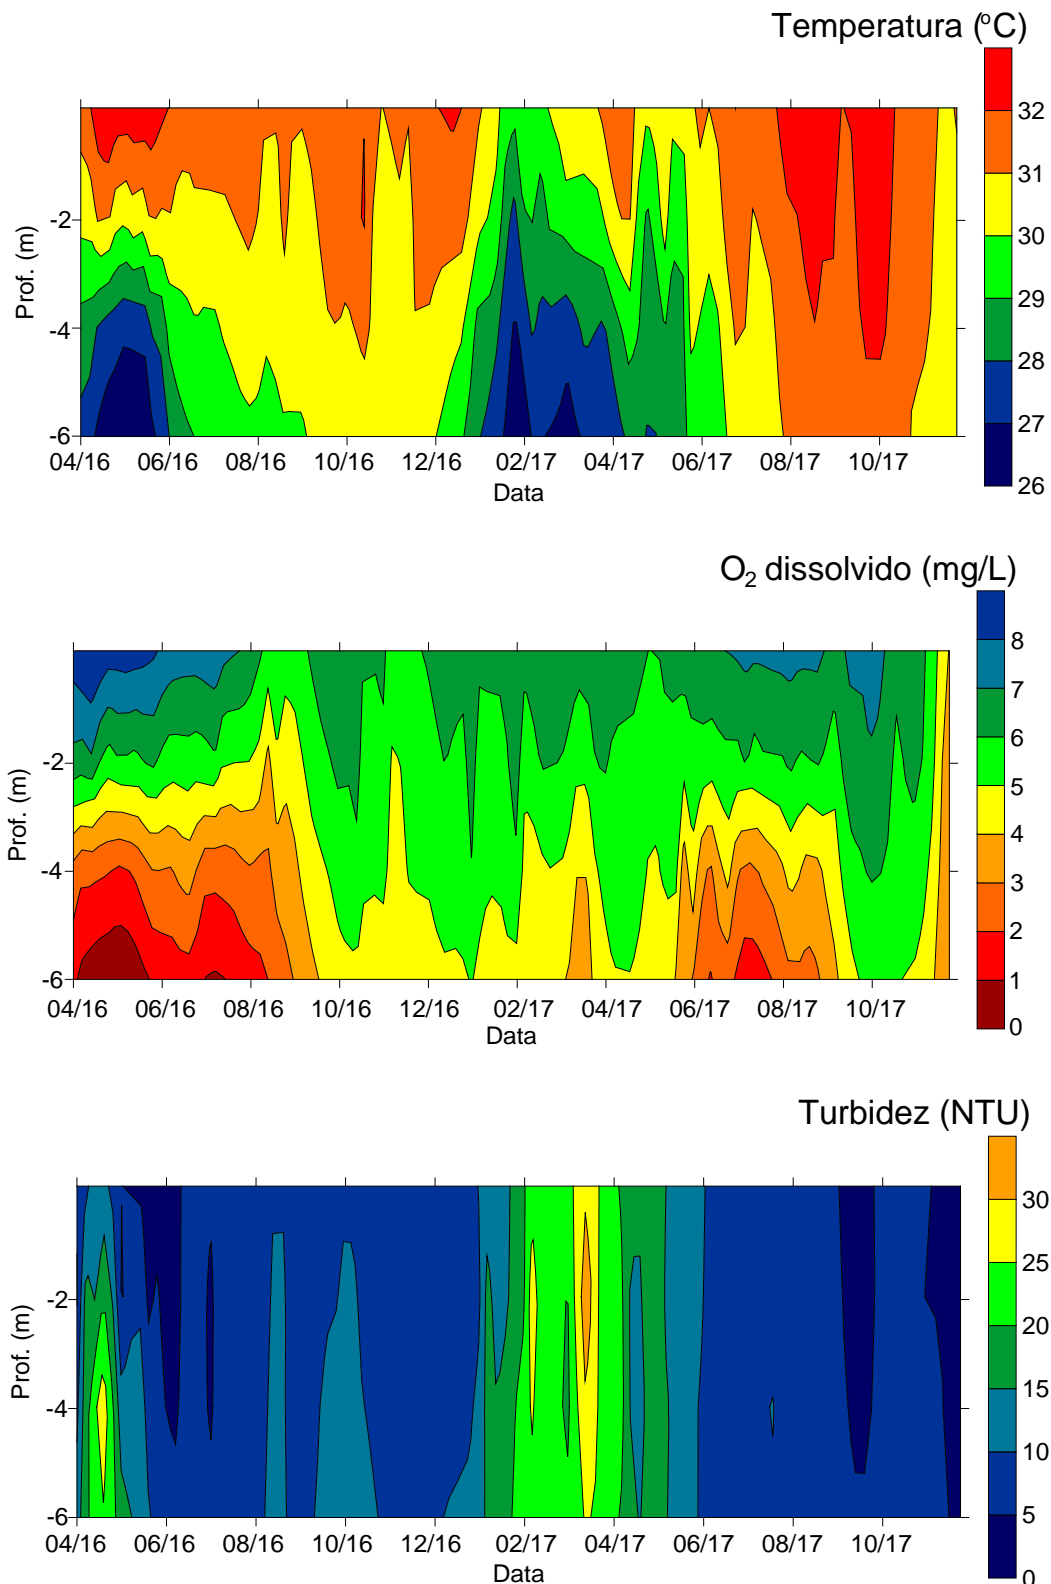 Temperatura (ºC)
32
31
30
29
28
27
26
Prof. (m)
-2
-4
-6
04/16 06/16 08/16 10/16 12/16 02/17 04/17 06/17 08/17 10/17
Data
O₂ dissolvido (mg/L)
8
7
6
5
4
3
2
1
0
Prof. (m)
-2
-4
-6
04/16 06/16 08/16 10/16 12/16 02/17 04/17 06/17 08/17 10/17
Data
Turbidez (NTU)
30
25
20
15
10
5
0
Prof. (m)
-2
-4
-6
04/16 06/16 08/16 10/16 12/16 02/17 04/17 06/17 08/17 10/17
Data